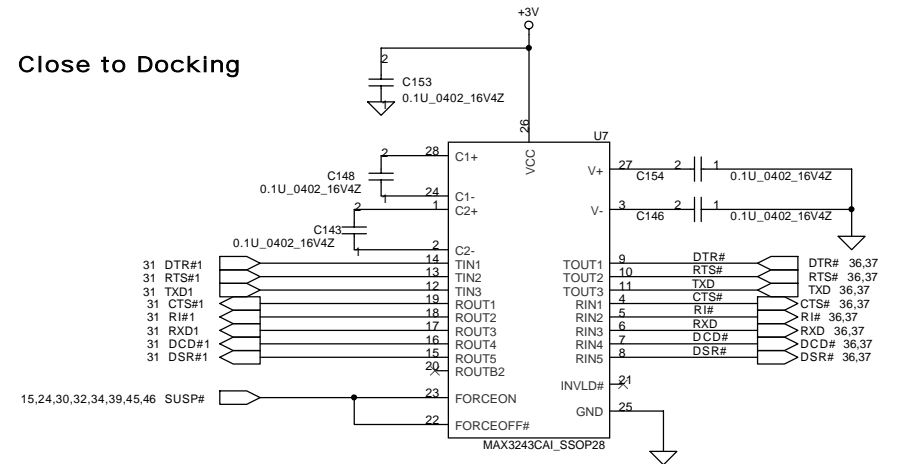 +3V
Close to Docking
2
C153
0.1U_0402_16V4Z
1
26
U7
VCC
2 28 C1+
C148
0.1U_0402_16V4Z
1 24 C1-
2 1 C2+
C143
0.1U_0402_16V4Z
1 2 C2-
V+ 27 C154 2 1 0.1U_0402_16V4Z
V- 3 C146 2 1 0.1U_0402_16V4Z
31 DTR#1 14 TIN1 TOUT1 9 DTR# DTR# 36,37
31 RTS#1 13 TIN2 TOUT2 10 RTS# RTS# 36,37
31 TXD1 12 TIN3 TOUT3 11 TXD TXD 36,37
31 CTS#1 19 ROUT1 RIN1 4 CTS# CTS# 36,37
31 RI#1 18 ROUT2 RIN2 5 RI# RI# 36,37
31 RXD1 17 ROUT3 RIN3 6 RXD RXD 36,37
31 DCD#1 16 ROUT4 RIN4 7 DCD# DCD# 36,37
31 DSR#1 15 ROUT5 RIN5 8 DSR# DSR# 36,37
20 ROUTB2
INVLD# 21
15,24,30,32,34,39,45,46 SUSP# 23 FORCEON
GND 25
22 FORCEOFF#
MAX3243CAI_SSOP28